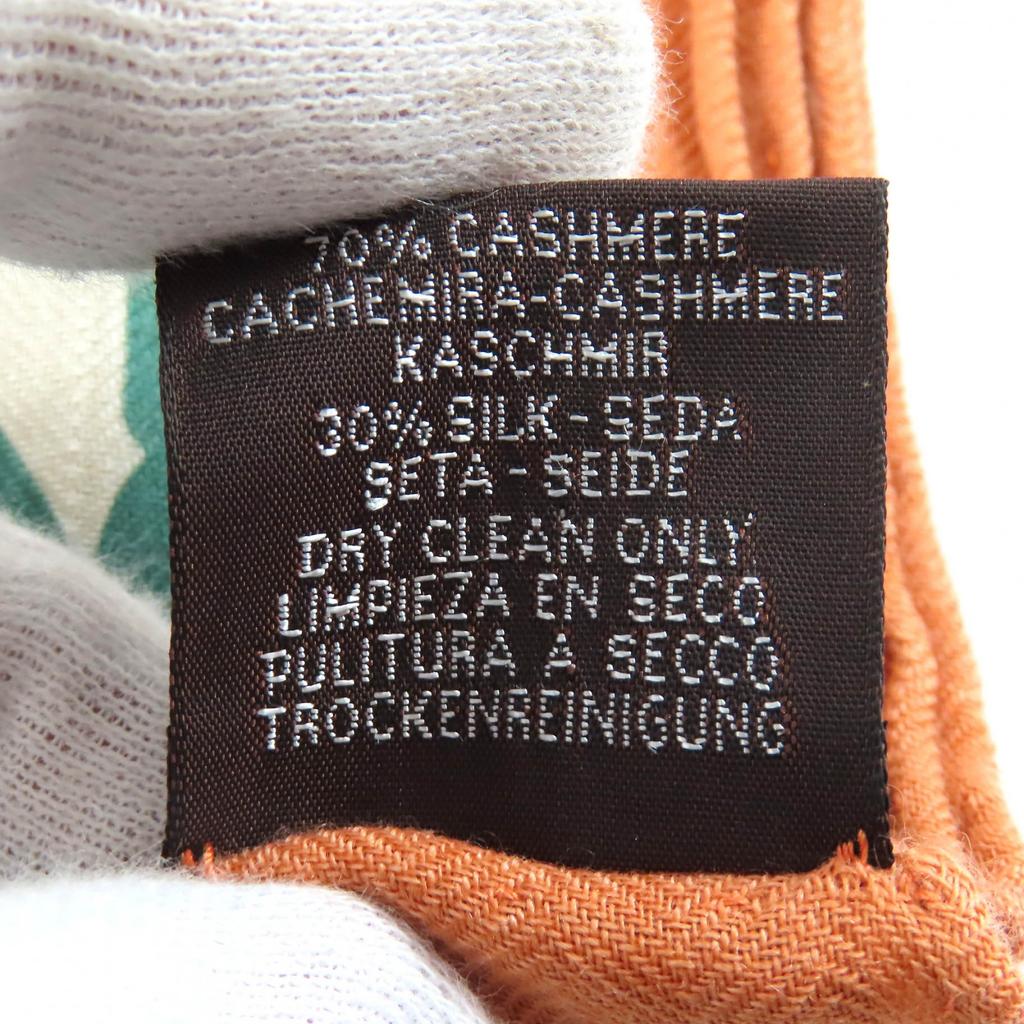 70% CASHMERE
CACHEMIRA-CASHMERE
KASCHMIR
30% SILK - SEDA
SETA - SEIDE
DRY CLEAN ONLY
LIMPIEZA EN SECO
PULITURA A SECCO
TROCKENREINIGUNG